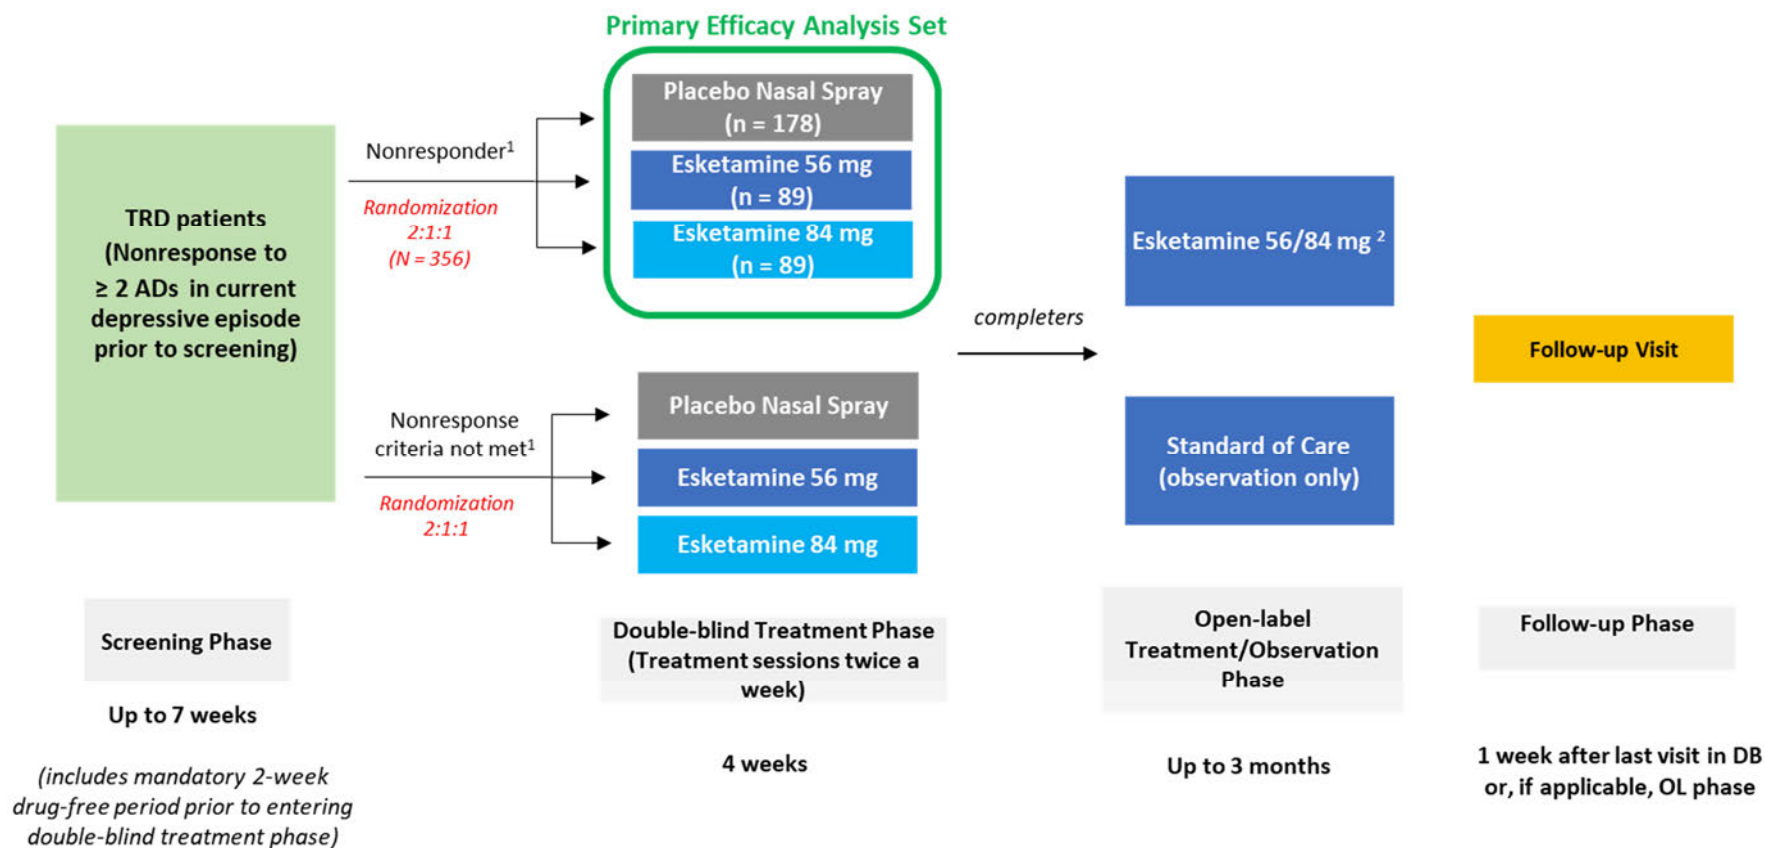 Primary Efficacy Analysis Set
TRD patients
(Nonresponse to
≥ 2 ADs in current
depressive episode
prior to screening)
Nonresponder¹
Randomization
2:1:1
(N = 356)
Placebo Nasal Spray
(n = 178)
Esketamine 56 mg
(n = 89)
Esketamine 84 mg
(n = 89)
Nonresponse
criteria not met¹
Randomization
2:1:1
Placebo Nasal Spray
Esketamine 56 mg
Esketamine 84 mg
completers
Esketamine 56/84 mg ²
Standard of Care
(observation only)
Follow-up Visit
Screening Phase
Up to 7 weeks
(includes mandatory 2-week
drug-free period prior to entering
double-blind treatment phase)
Double-blind Treatment Phase
(Treatment sessions twice a
week)
4 weeks
Open-label
Treatment/Observation
Phase
Up to 3 months
Follow-up Phase
1 week after last visit in DB
or, if applicable, OL phase